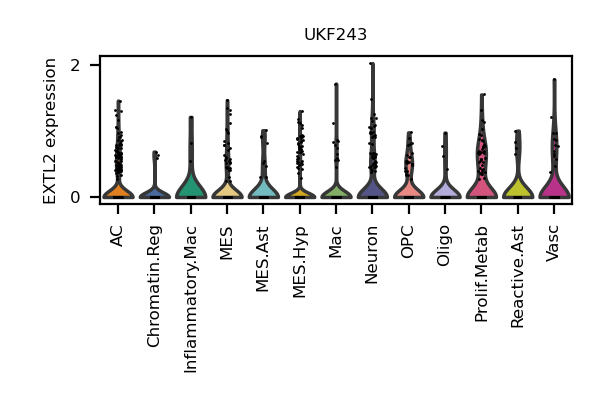 UKF243
EXTL2 expression
2
0
AC
Chromatin.Reg
Inflammatory.Mac
MES
MES.Ast
MES.Hyp
Mac
Neuron
OPC
Oligo
Prolif.Metab
Reactive.Ast
Vasc